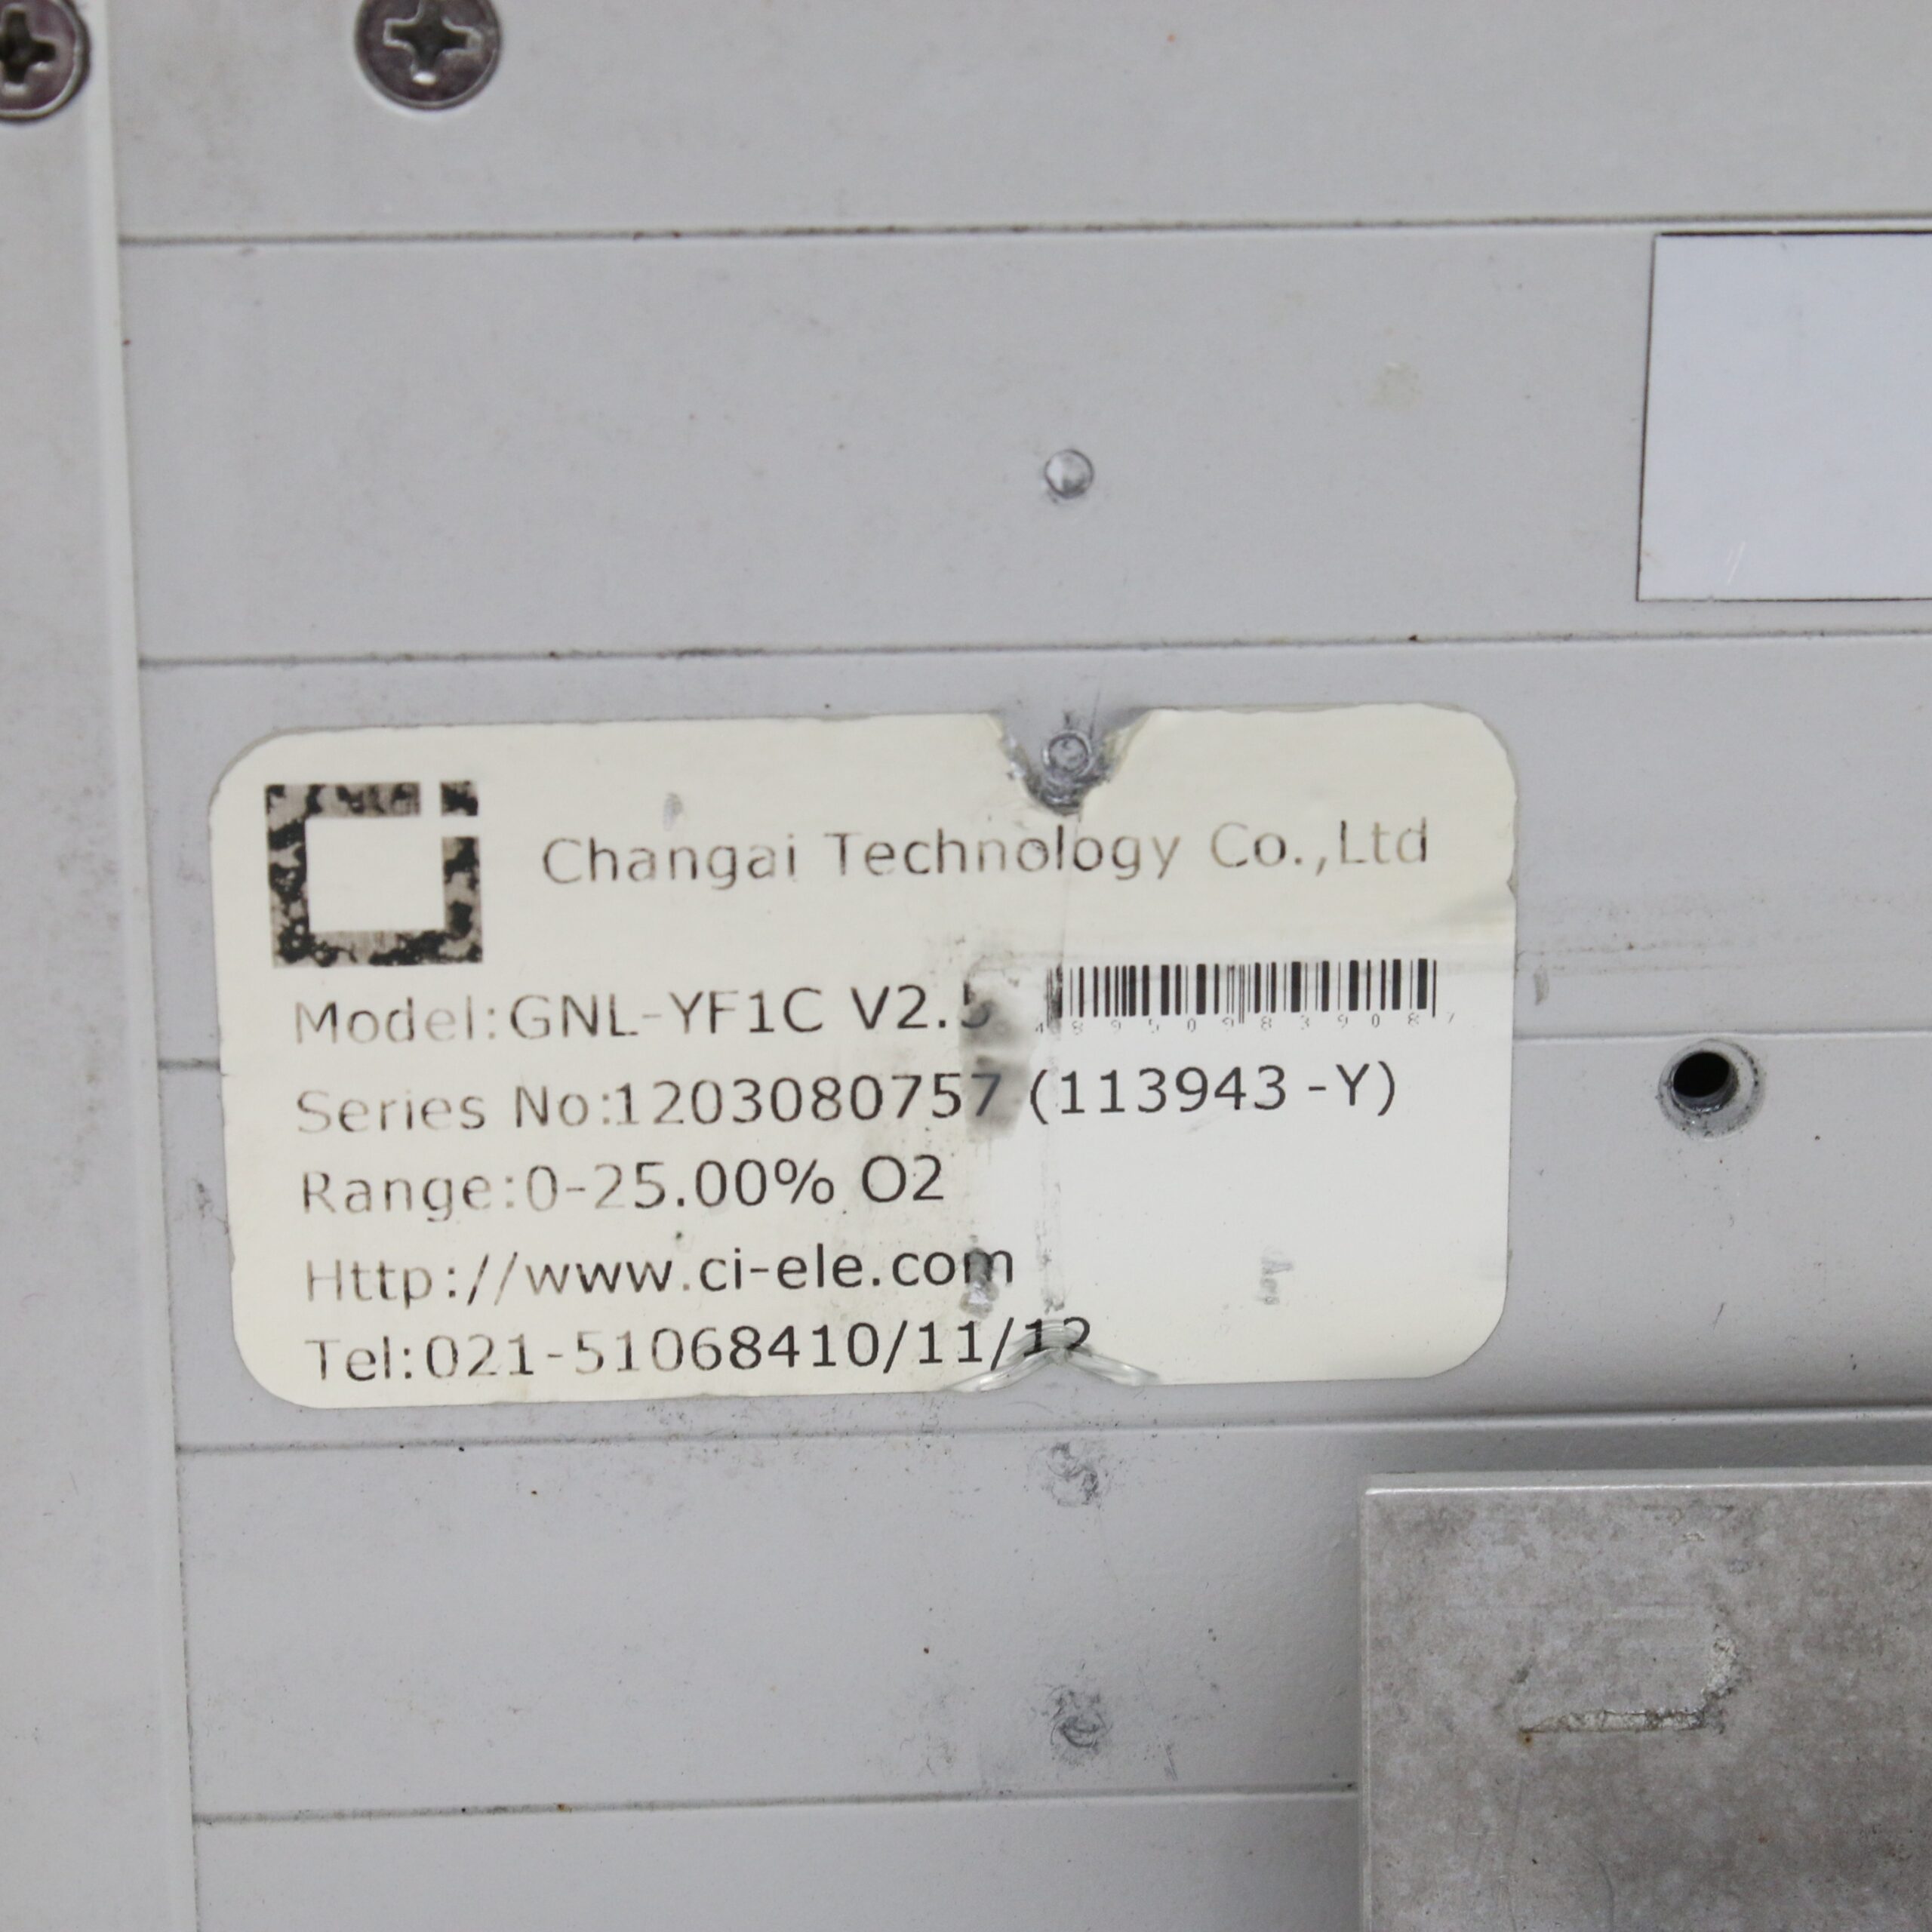 Changai Technology Co.,Ltd
Model:GNL-YF1C V2.5
Series No:1203080757 (113943-Y)
Range:0-25.00% O2
Http://www.ci-ele.com
Tel:021-51068410/11/12